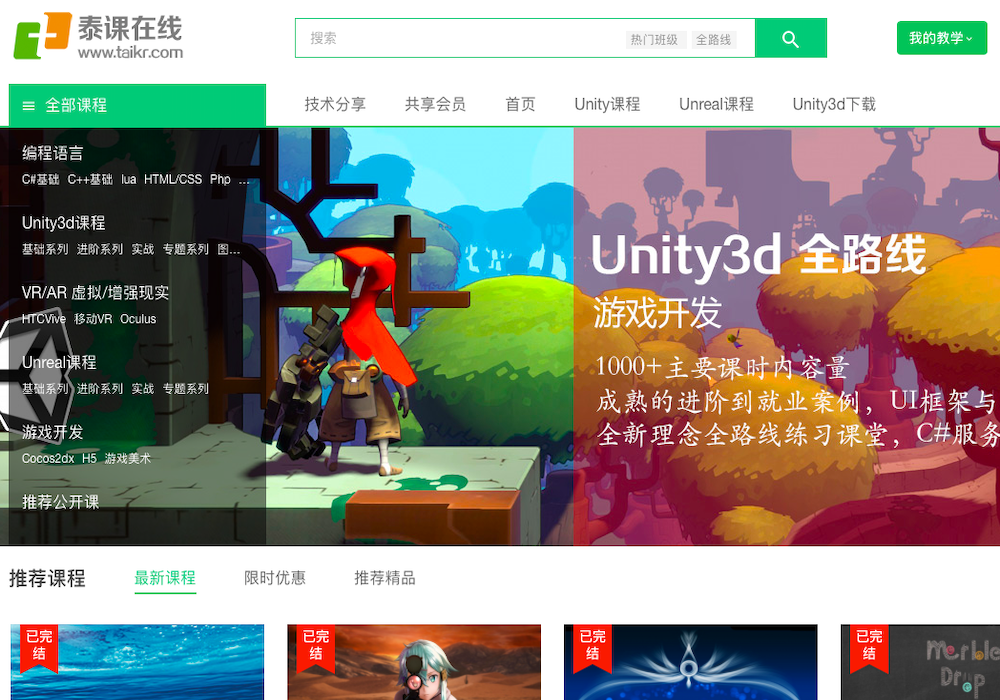 泰课在线
www.taikr.com
搜索
热门班级 全路线
我的教学
全部课程
技术分享 共享会员 首页 Unity课程 Unreal课程 Unity3d下载
编程语言
C#基础 C++基础 lua HTML/CSS Php ...
Unity3d课程
基础系列 进阶系列 实战 专题系列 图...
VR/AR 虚拟/增强现实
HTCVive 移动VR Oculus
Unreal课程
基础系列 进阶系列 实战 专题系列
游戏开发
Cocos2dx H5 游戏美术
推荐公开课
Unity3d 全路线
游戏开发
1000+主要课时内容量
成熟的进阶到就业案例，UI框架与
全新理念全路线练习课堂，C#服务
推荐课程 最新课程 限时优惠 推荐精品
已完
结
已完
结
已完
结
已完
结
Marble
Drop